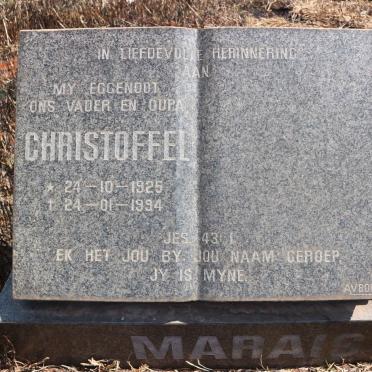 IN LIEFDEVOLLE HERINNERING
AAN
MY EGGENOOT
ONS VADER EN OUPA
CHRISTOFFEL
* 24-10-1925
† 24-01-1994
JES 43:1
EK HET JOU BY JOU NAAM GEROEP,
JY IS MYNE.
MARAIS